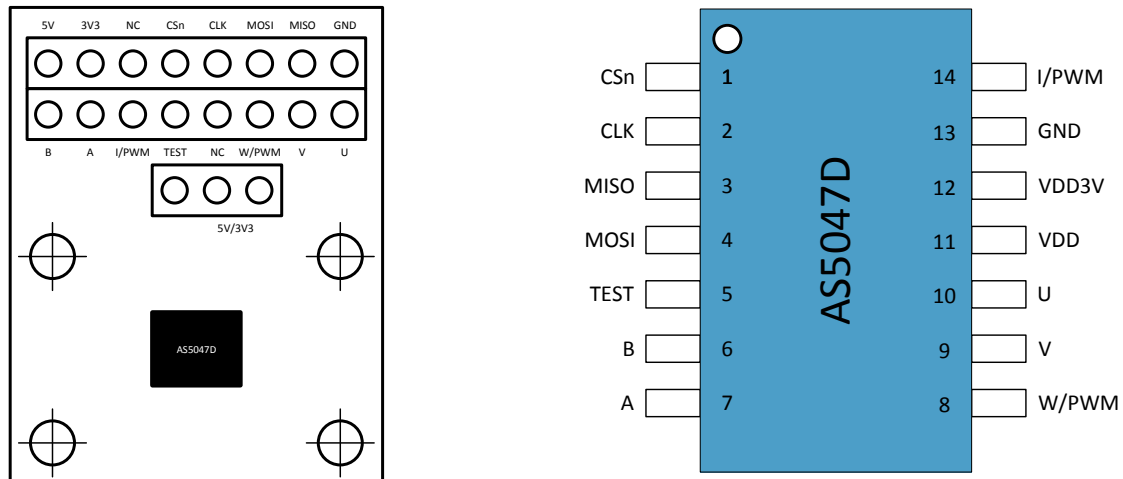 5V 3V3 NC CSn CLK MOSI MISO GND
B A I/PWM TEST NC W/PWM V U
5V/3V3
AS5047D
CSn 1 14 I/PWM
CLK 2 13 GND
MISO 3 12 VDD3V
MOSI 4 11 VDD
TEST 5 10 U
B 6 9 V
A 7 8 W/PWM
AS5047D